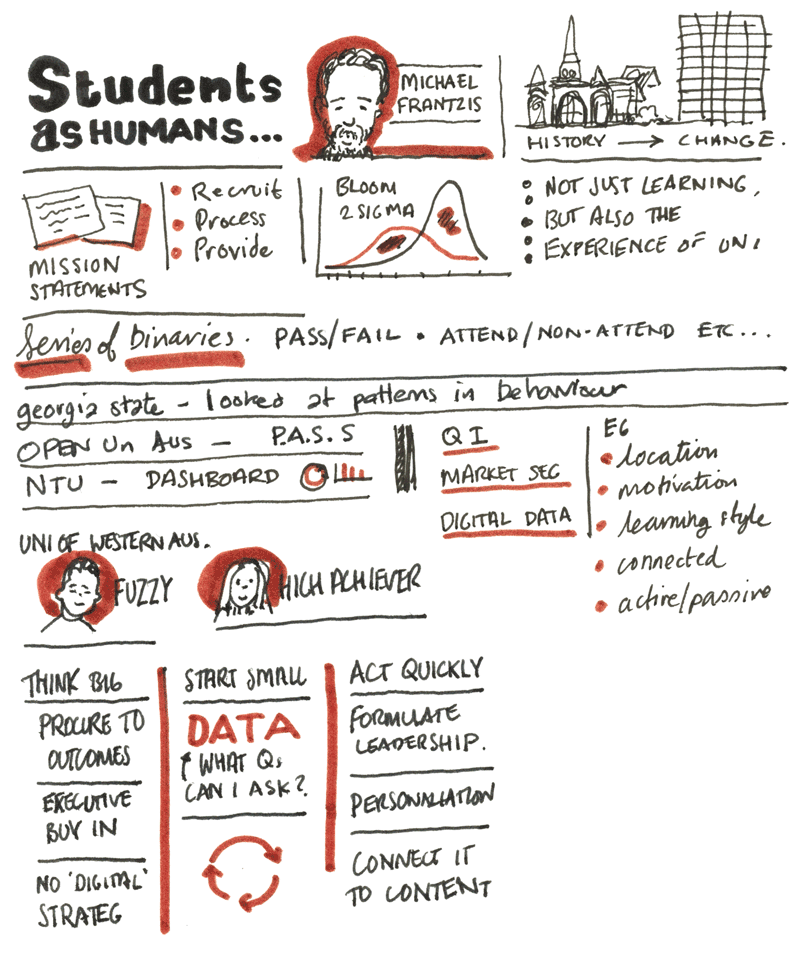 Students
as HUMANS...
MICHAEL
FRANTZIS
HISTORY → CHANGE.
MISSION
STATEMENTS
• Recruit
• Process
• Provide
BLOOM
2 SIGMA
• NOT JUST LEARNING,
BUT ALSO THE
EXPERIENCE OF UNI
Series of binaries. PASS/FAIL • ATTEND/NON-ATTEND ETC...
georgia state - looked at patterns in behaviour
OPEN Un AUS - P.A.S.S
NTU - DASHBOARD
QI
MARKET SEG
DIGITAL DATA
EG
• location
• motivation
• learning style
• connected
• active/passive
UNI OF WESTERN AUS.
FUZZY
HIGH ACHIEVER
THINK BIG
PROCURE TO
OUTCOMES
EXECUTIVE
BUY IN
NO 'DIGITAL'
STRATEG
START SMALL
DATA
↑ WHAT Qs
CAN I ASK?
ACT QUICKLY
FORMULATE
LEADERSHIP.
PERSONALIATION
CONNECT IT
TO CONTENT